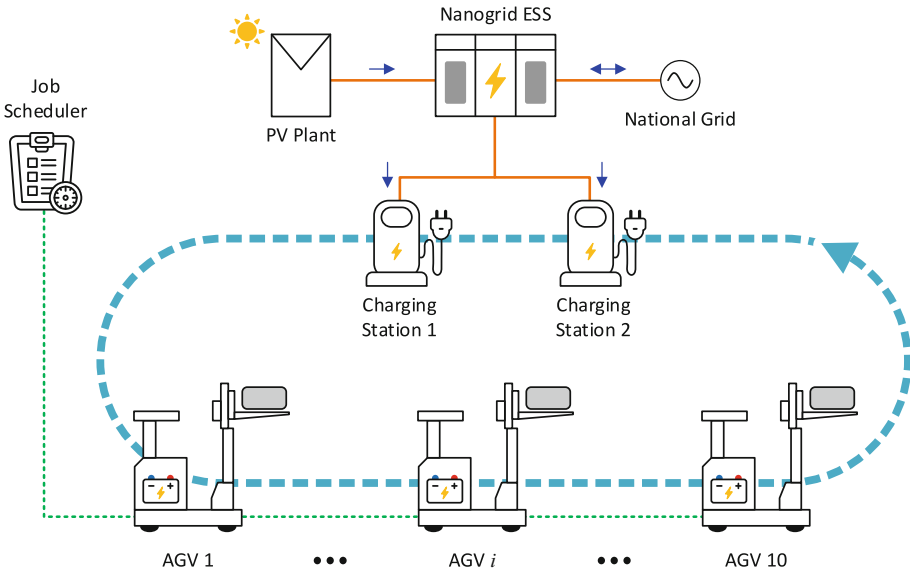 Nanogrid ESS
Job
Scheduler
PV Plant
National Grid
Charging
Station 1
Charging
Station 2
AGV 1
•••
AGV i
•••
AGV 10